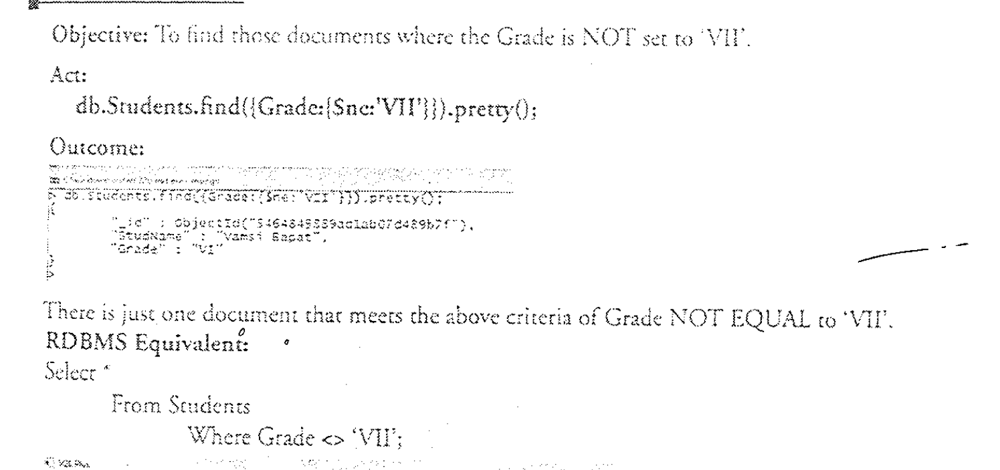 Objective: To find those documents where the Grade is NOT set to ‘VII’.
Act:
db.Students.find({Grade:{$ne:'VII'}}).pretty();
Outcome:
> db.Students.find({Grade:{$ne:"VII"}}).pretty();
{
"_id" : ObjectId("
"StudName" : "Vamsi Bapat",
"Grade" : "VI"
}
>
There is just one document that meets the above criteria of Grade NOT EQUAL to ‘VII’.
RDBMS Equivalent:
Select *
From Students
Where Grade <> ‘VII’;